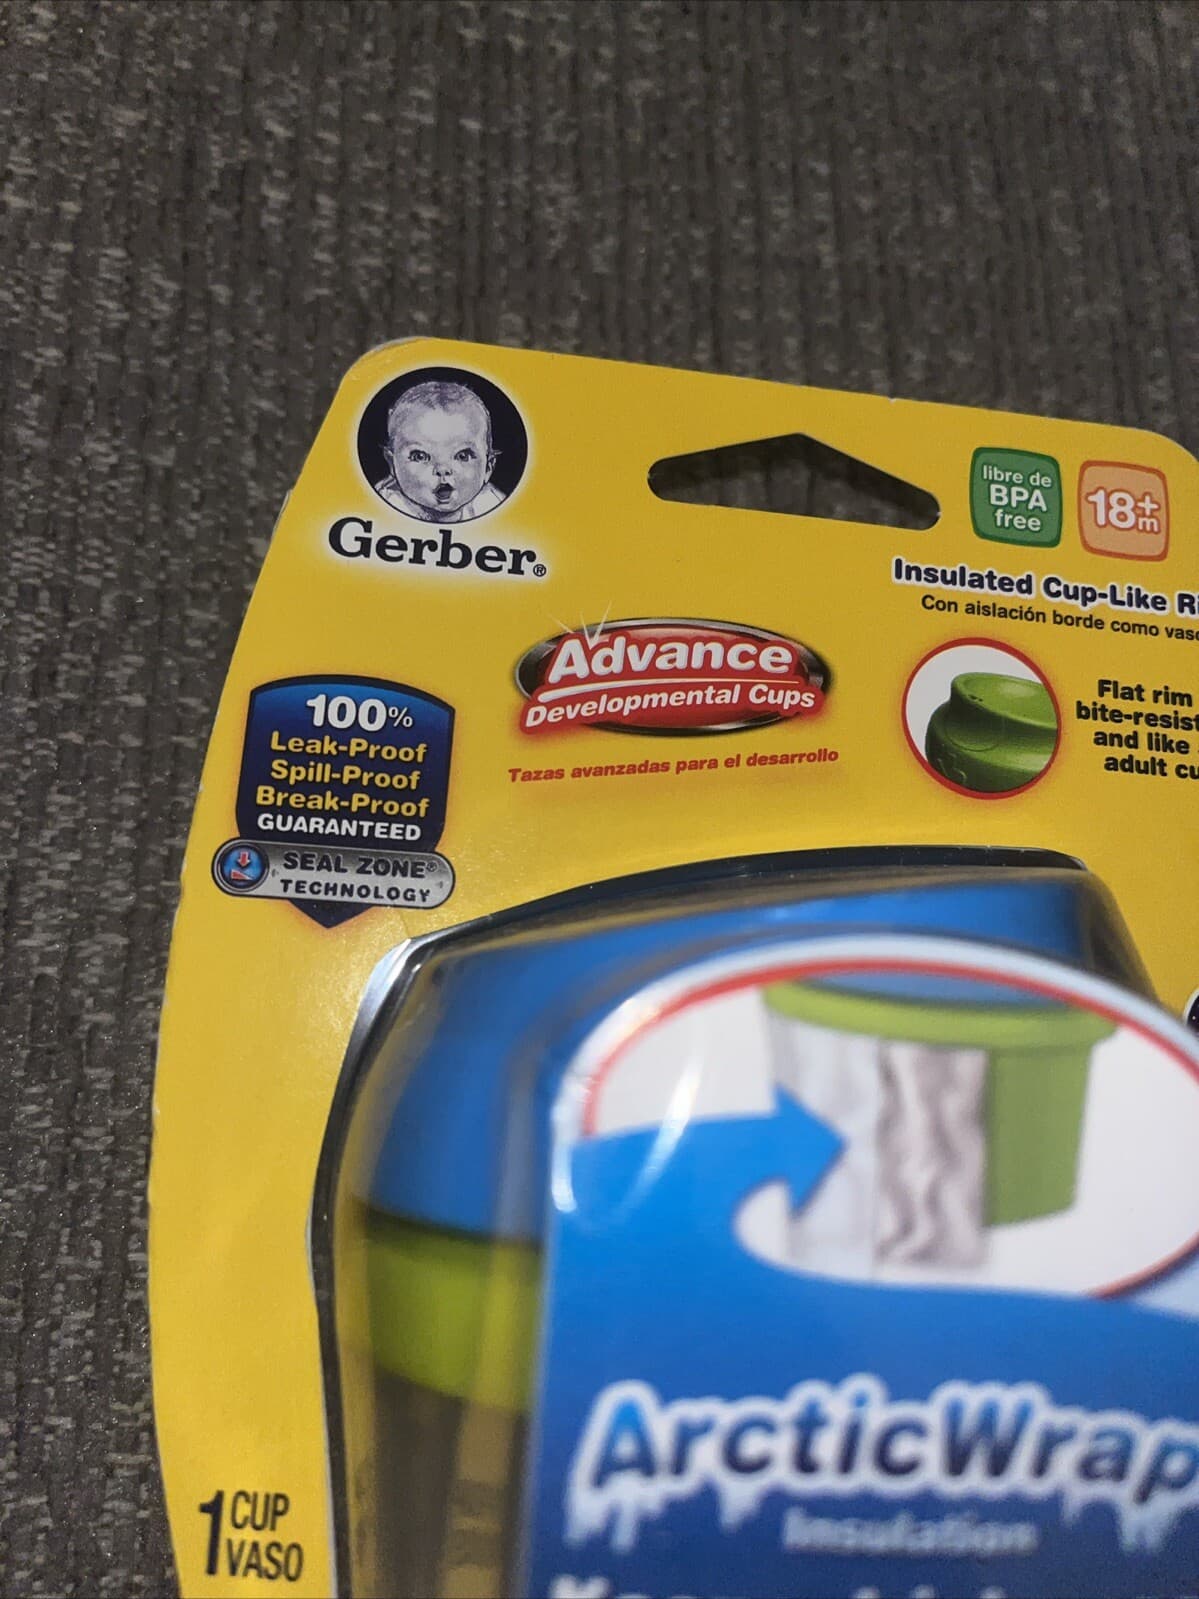 Gerber®
libre de
BPA
free
18+
m
Insulated Cup-Like
Con aislación borde como
Advance
Developmental Cups
Tazas avanzadas para el desarrollo
Flat rim
and like
adult
100%
Leak-Proof
Spill-Proof
Break-Proof
GUARANTEED
SEAL ZONE®
TECHNOLOGY
ArcticWrap
Insulation
1 CUP
VASO